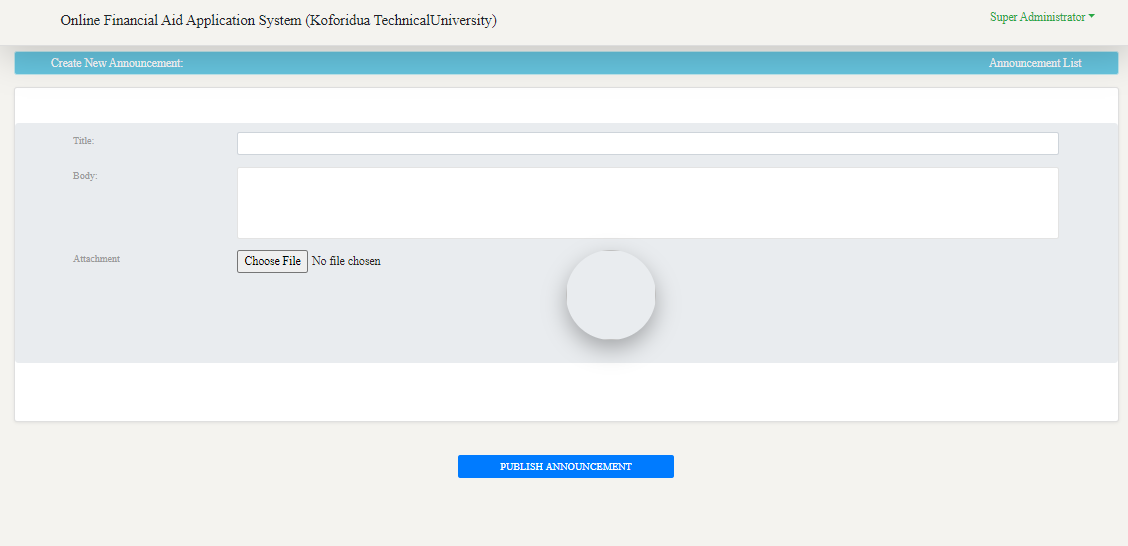 Online Financial Aid Application System (Koforidua TechnicalUniversity)
Super Administrator
Create New Announcement:
Announcement List
Title:
Body:
Attachment
Choose File No file chosen
PUBLISH ANNOUNCEMENT